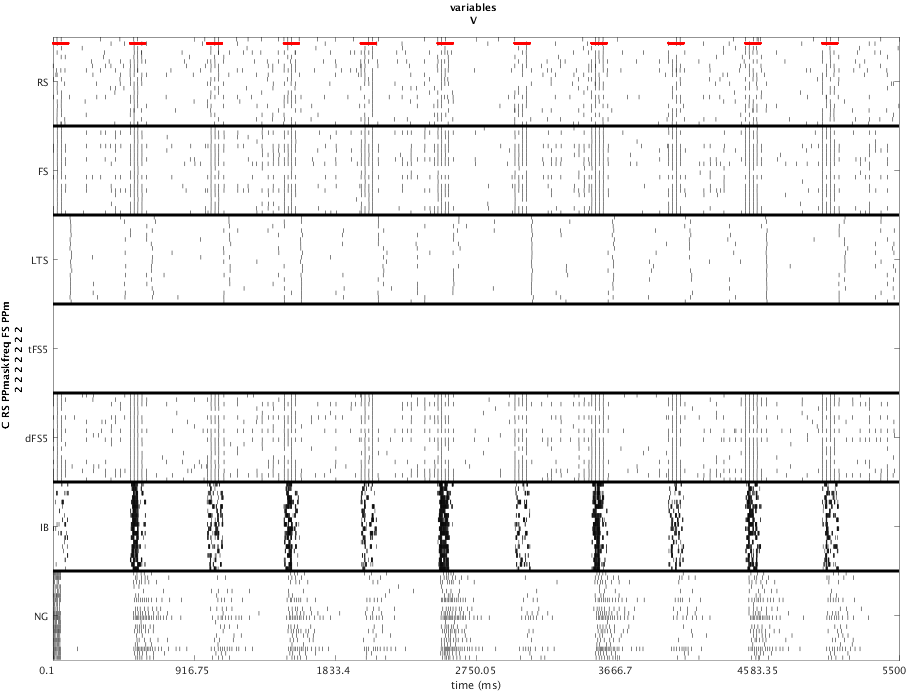 variables
V
RS
FS
LTS
tFS5
dFS5
IB
NG
C RS PPmaskfreq FS PPm
2 2 2 2 2 2 2
0.1 916.75 1833.4 2750.05 3666.7 4583.35 5500
time (ms)